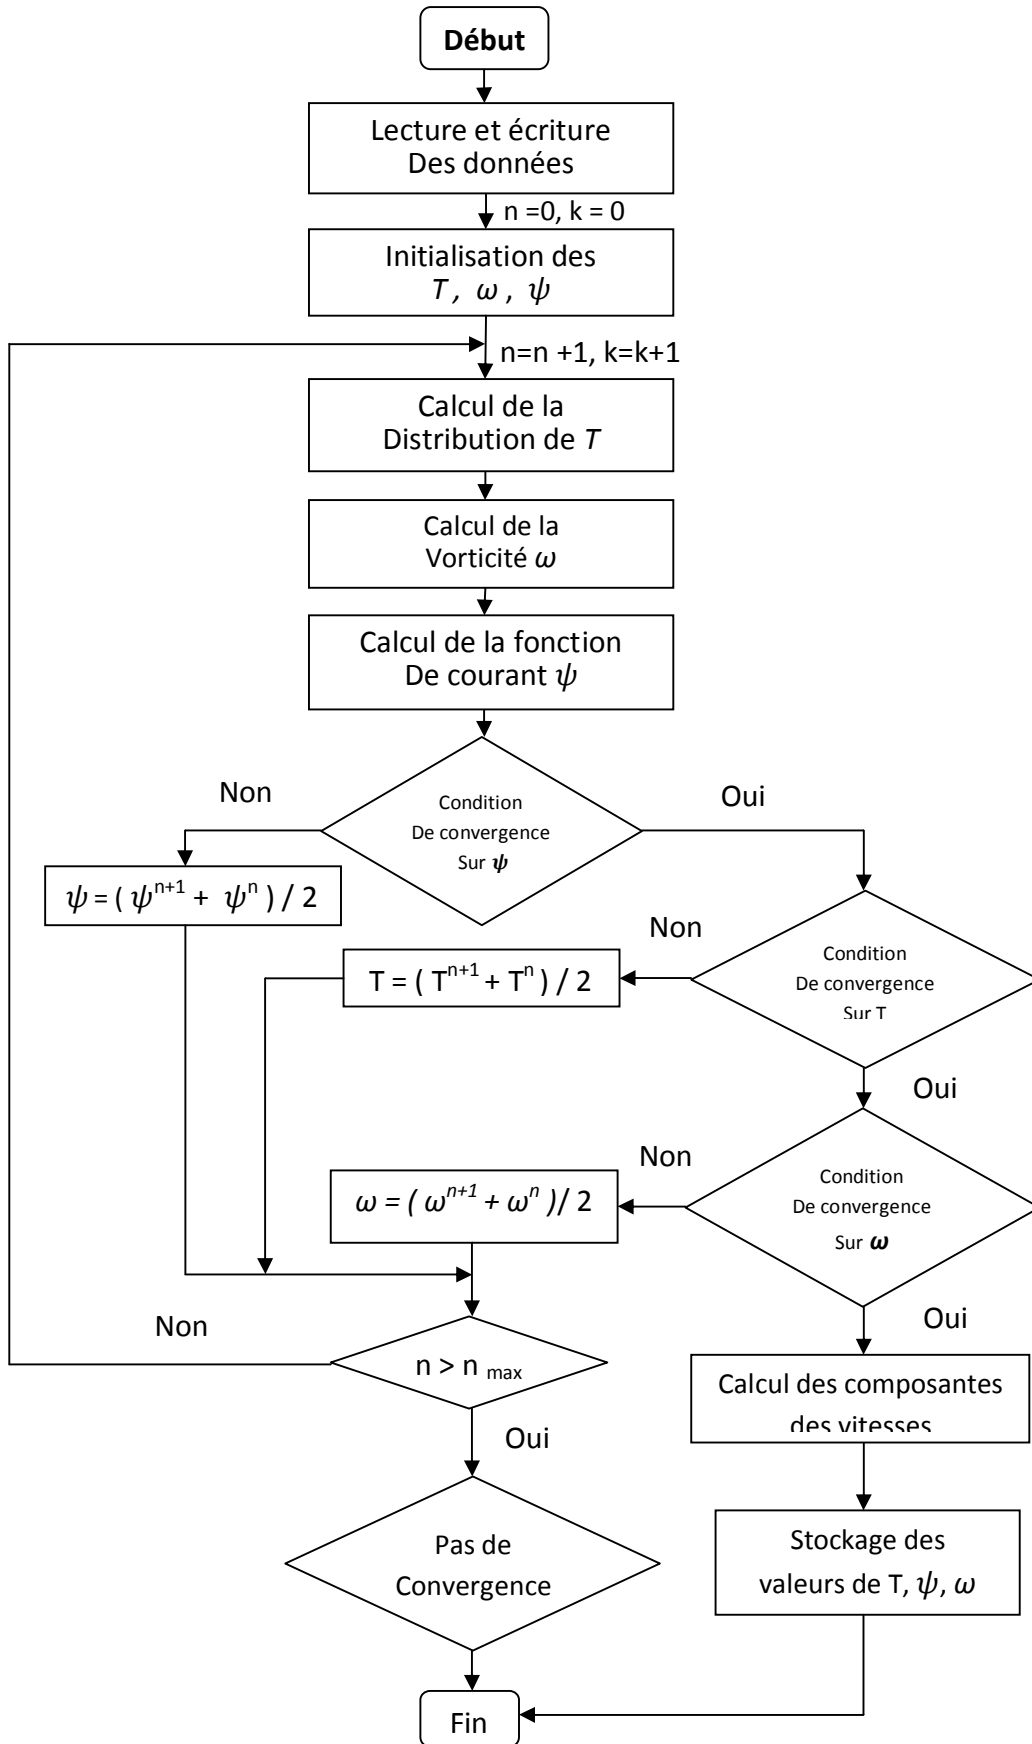 Début
Lecture et écriture
Des données
n =0, k = 0
Initialisation des
T, ω, ψ
n=n +1, k=k+1
Calcul de la
Distribution de T
Calcul de la
Vorticité ω
Calcul de la fonction
De courant ψ
Non
Condition
De convergence
Sur ψ
Oui
ψ = ( ψⁿ⁺¹ + ψⁿ ) / 2
Non
Condition
De convergence
Sur T
T = ( Tⁿ⁺¹ + Tⁿ ) / 2
Oui
Non
Condition
De convergence
Sur ω
ω = ( ωⁿ⁺¹ + ωⁿ )/ 2
Non
Oui
n > n max
Calcul des composantes
des vitesses
Oui
Pas de
Convergence
Stockage des
valeurs de T, ψ, ω
Fin